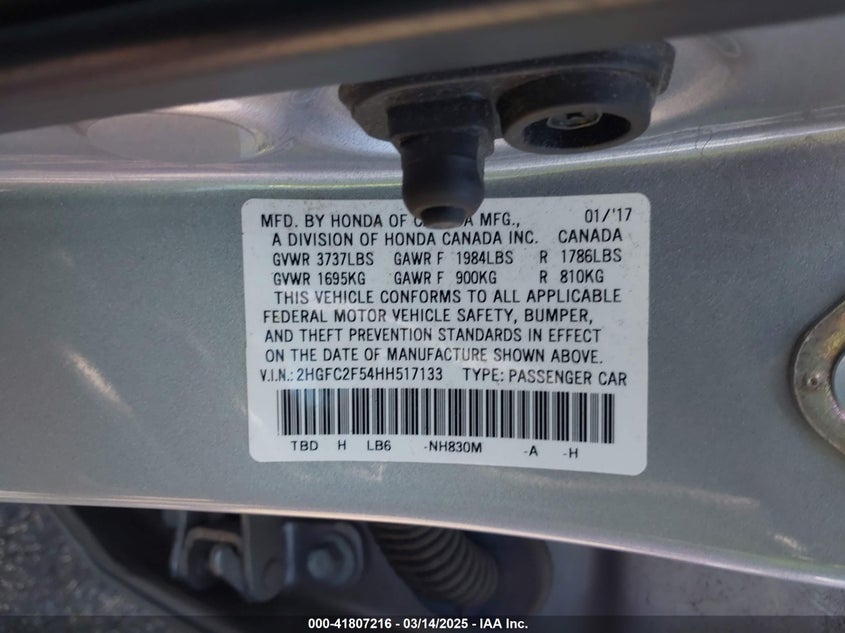 MFD. BY HONDA OF CANADA MFG., 01/'17
A DIVISION OF HONDA CANADA INC. CANADA
GVWR 3737LBS GAWR F 1984LBS R 1786LBS
GVWR 1695KG GAWR F 900KG R 810KG
THIS VEHICLE CONFORMS TO ALL APPLICABLE
FEDERAL MOTOR VEHICLE SAFETY, BUMPER,
AND THEFT PREVENTION STANDARDS IN EFFECT
ON THE DATE OF MANUFACTURE SHOWN ABOVE.
V.I.N.: 2HGFC2F54HH517133 TYPE: PASSENGER CAR
TBD H LB6 -NH830M -A -H
000-41807216 - 03/14/2025 - IAA Inc.